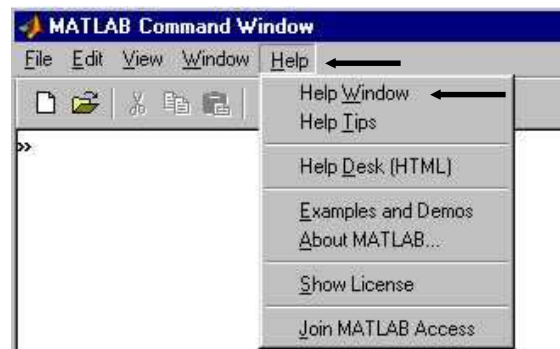 MATLAB Command Window
File Edit View Window Help
Help Window
Help Tips
>>
Help Desk (HTML)
Examples and Demos
About MATLAB...
Show License
Join MATLAB Access